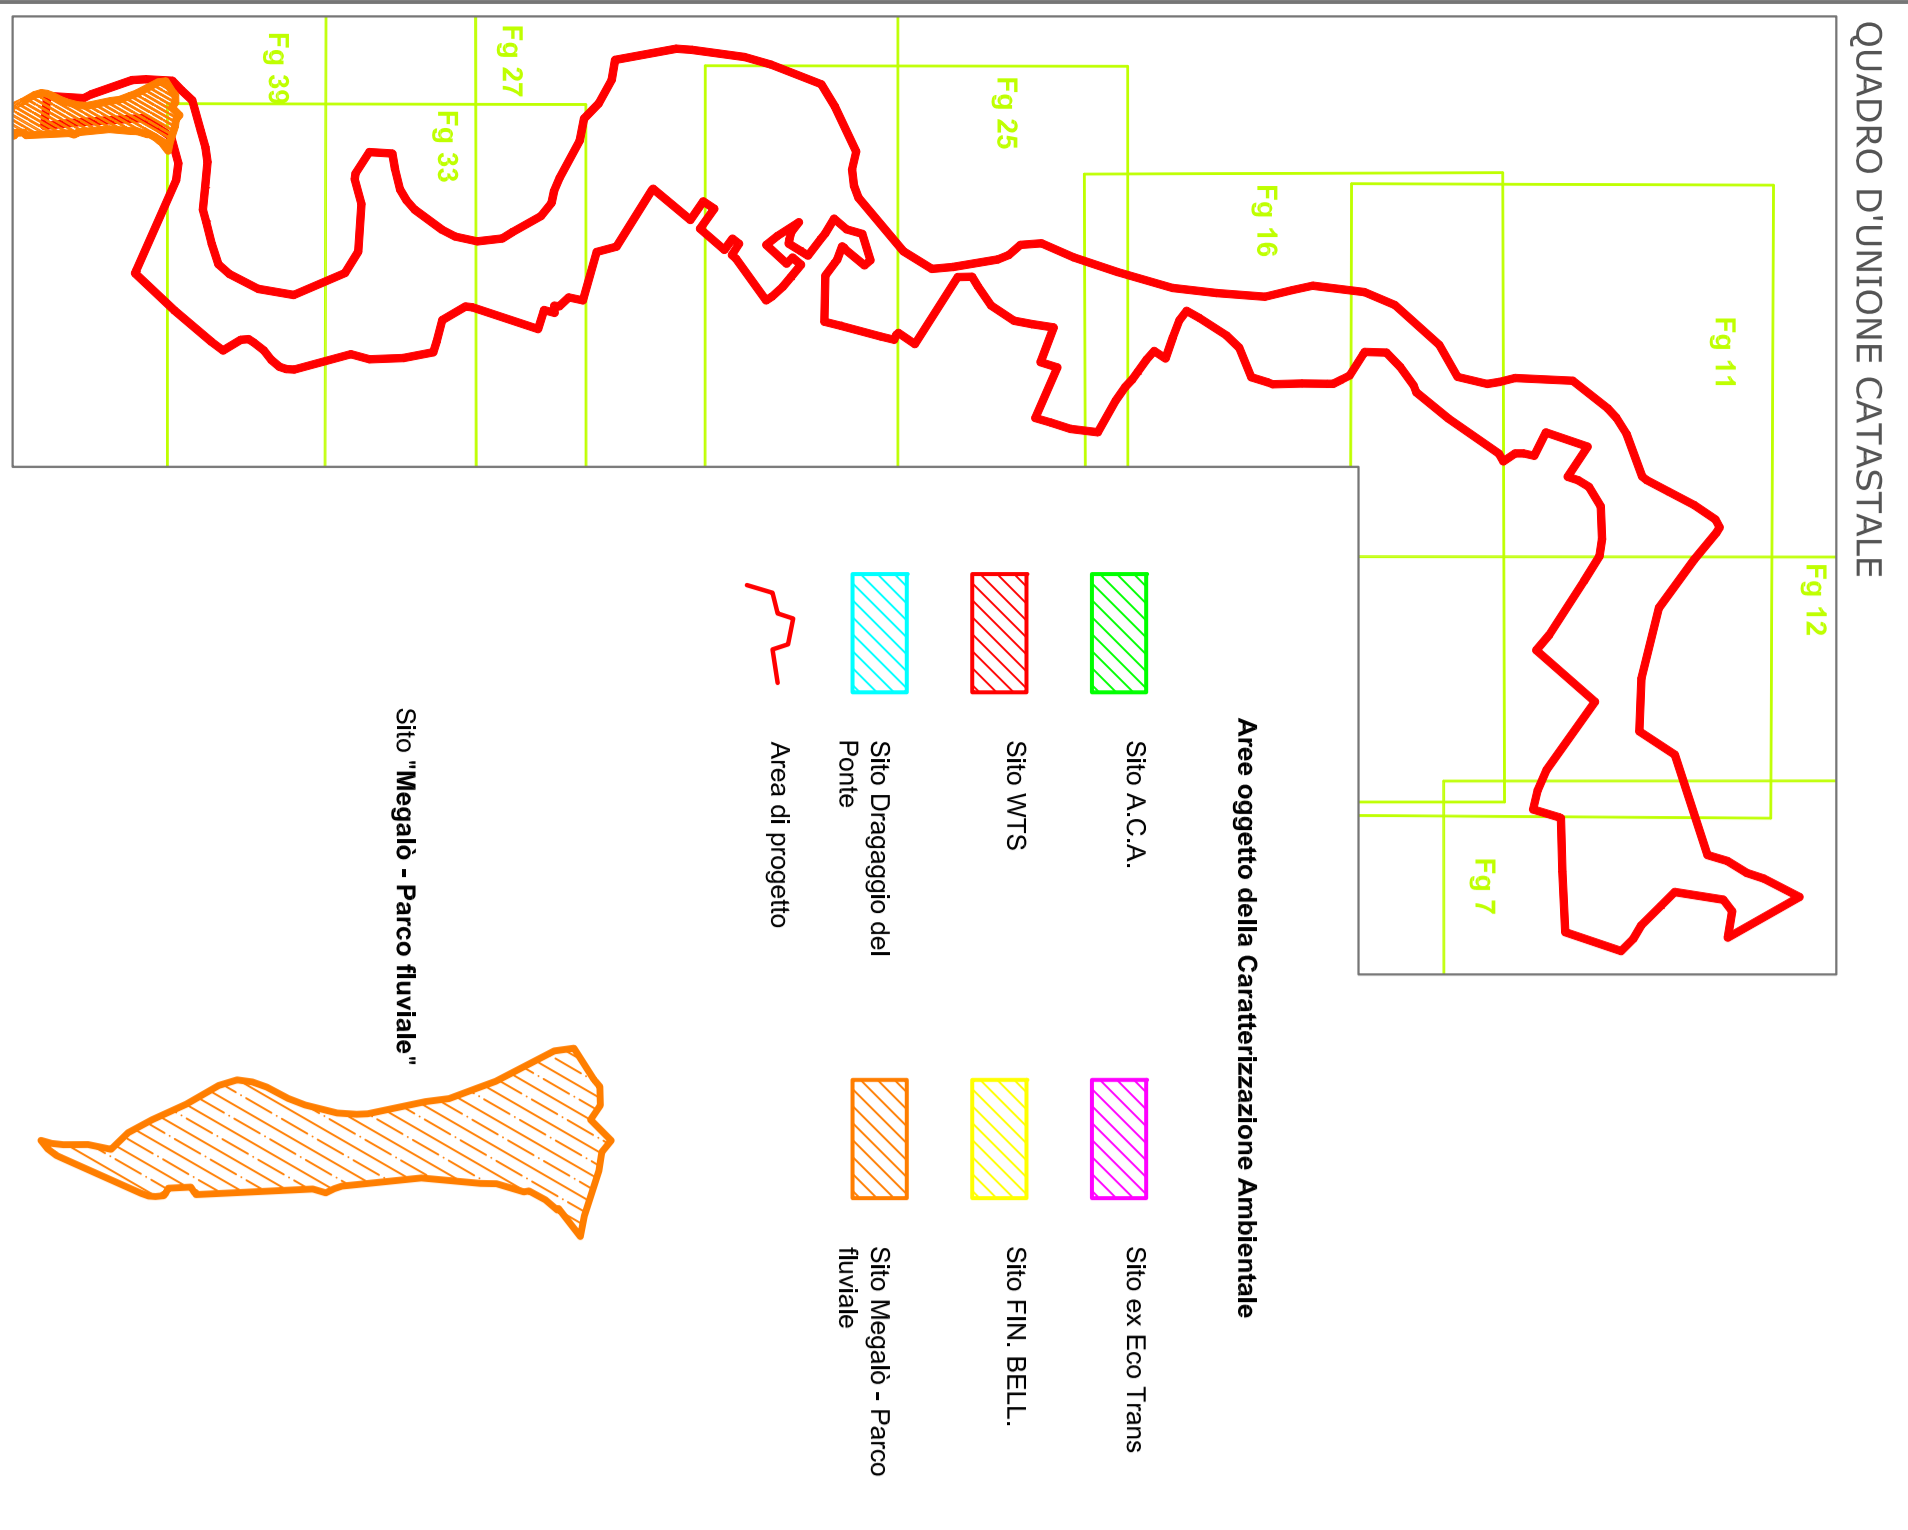 QUADRO D'UNIONE CATASTALE
Fg 12
Fg 11
Fg 7
Fg 16
Fg 25
Fg 27
Fg 33
Fg 39
Aree oggetto della Caratterizzazione Ambientale
Sito A.C.A.
Sito ex Eco Trans
Sito WTS
Sito FIN. BELL.
Sito Dragaggio del
Ponte
Sito Megalò - Parco
fluviale
Area di progetto
Sito "Megalò - Parco fluviale"